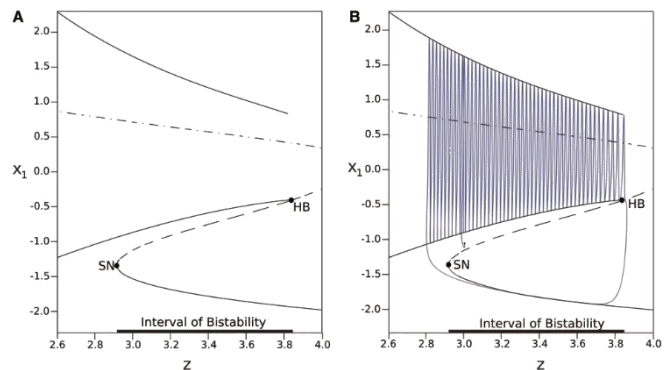 A
B
2.0
1.5
1.0
0.5
0.0
-0.5
-1.0
-1.5
-2.0
X1
HB
SN
Interval of Bistability
2.6 2.8 3.0 3.2 3.4 3.6 3.8 4.0
Z
2.0
1.5
1.0
0.5
X1 0.0
-0.5
-1.0
-1.5
-2.0
HB
SN
Interval of Bistability
2.6 2.8 3.0 3.2 3.4 3.6 3.8 4.0
Z